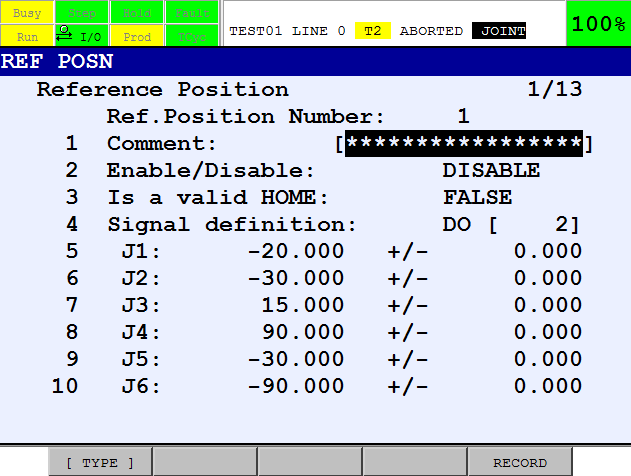 Busy Step Hold Fault
Run I/O Prod TCyc
TEST01 LINE 0 T2 ABORTED JOINT
100%
REF POSN
Reference Position 1/13
Ref.Position Number: 1
1 Comment: [*****************]
2 Enable/Disable: DISABLE
3 Is a valid HOME: FALSE
4 Signal definition: DO [ 2]
5 J1: -20.000 +/- 0.000
6 J2: -30.000 +/- 0.000
7 J3: 15.000 +/- 0.000
8 J4: 90.000 +/- 0.000
9 J5: -30.000 +/- 0.000
10 J6: -90.000 +/- 0.000
[ TYPE ] RECORD